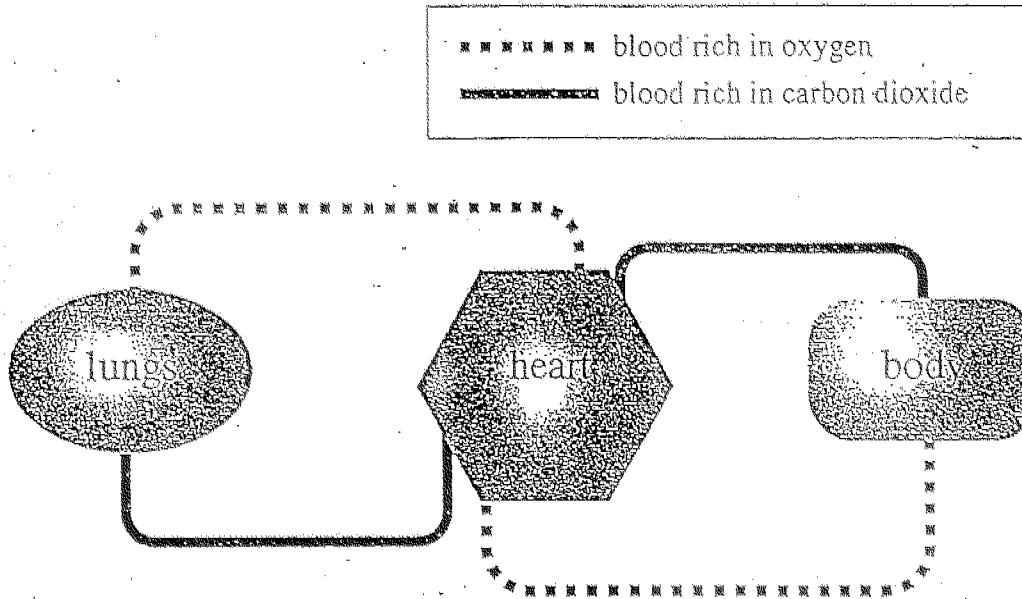 blood rich in oxygen
blood rich in carbon dioxide
lungs
heart
body